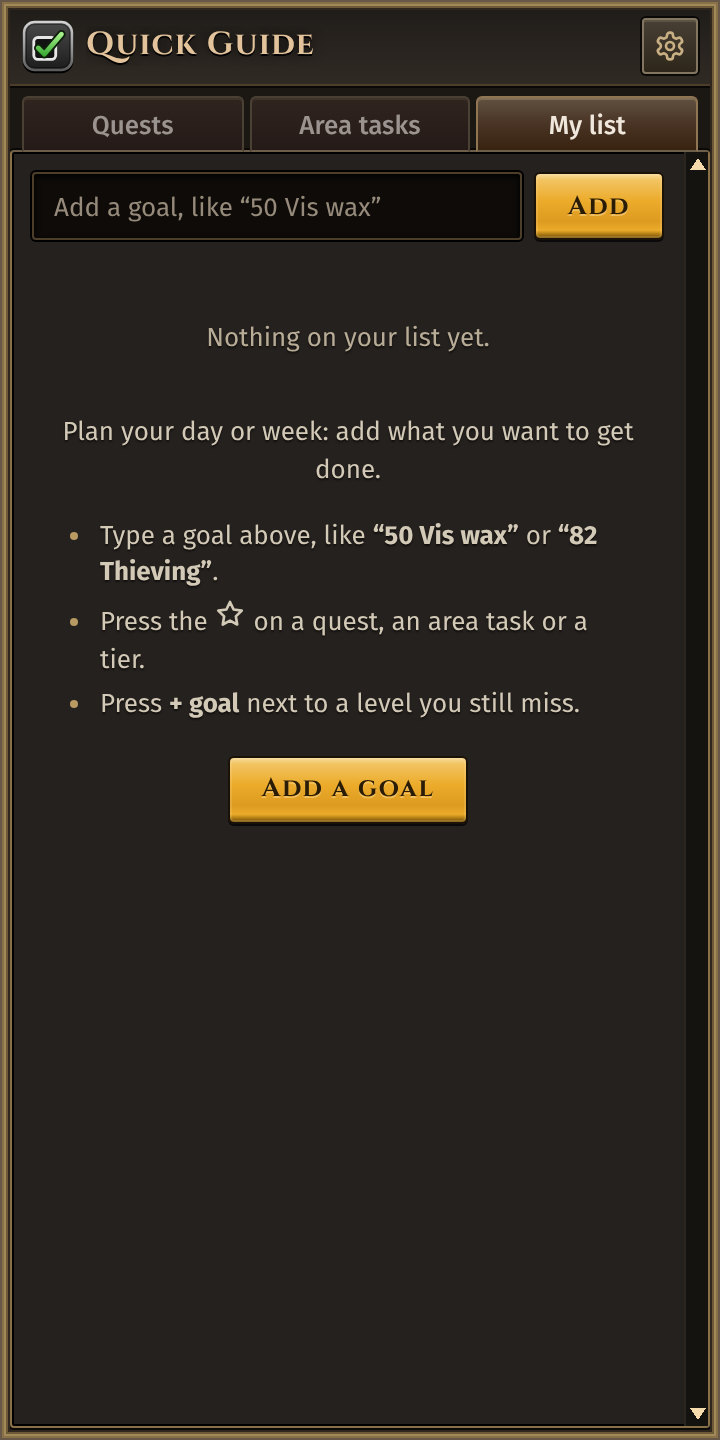 Quick Guide
Quests
Area tasks
My list
Add a goal, like “50 Vis wax”
Add
Nothing on your list yet.
Plan your day or week: add what you want to get
done.
• Type a goal above, like “50 Vis wax” or “82
Thieving”.
• Press the ☆ on a quest, an area task or a
tier.
• Press + goal next to a level you still miss.
Add a goal